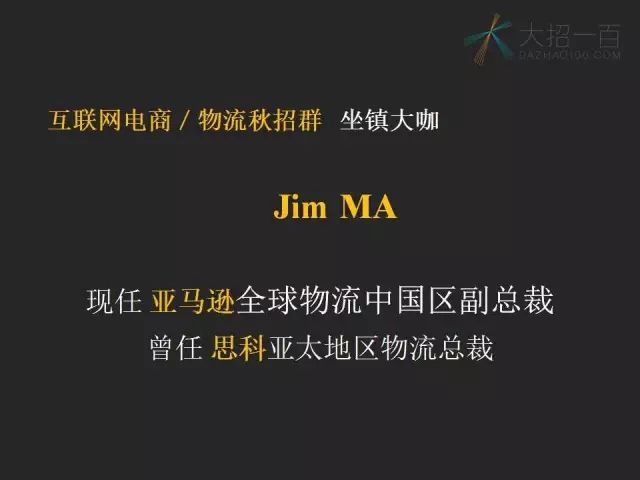 大招一百
DAZHAO100.COM
互联网电商 / 物流秋招群 坐镇大咖
Jim MA
现任 亚马逊全球物流中国区副总裁
曾任 思科亚太地区物流总裁